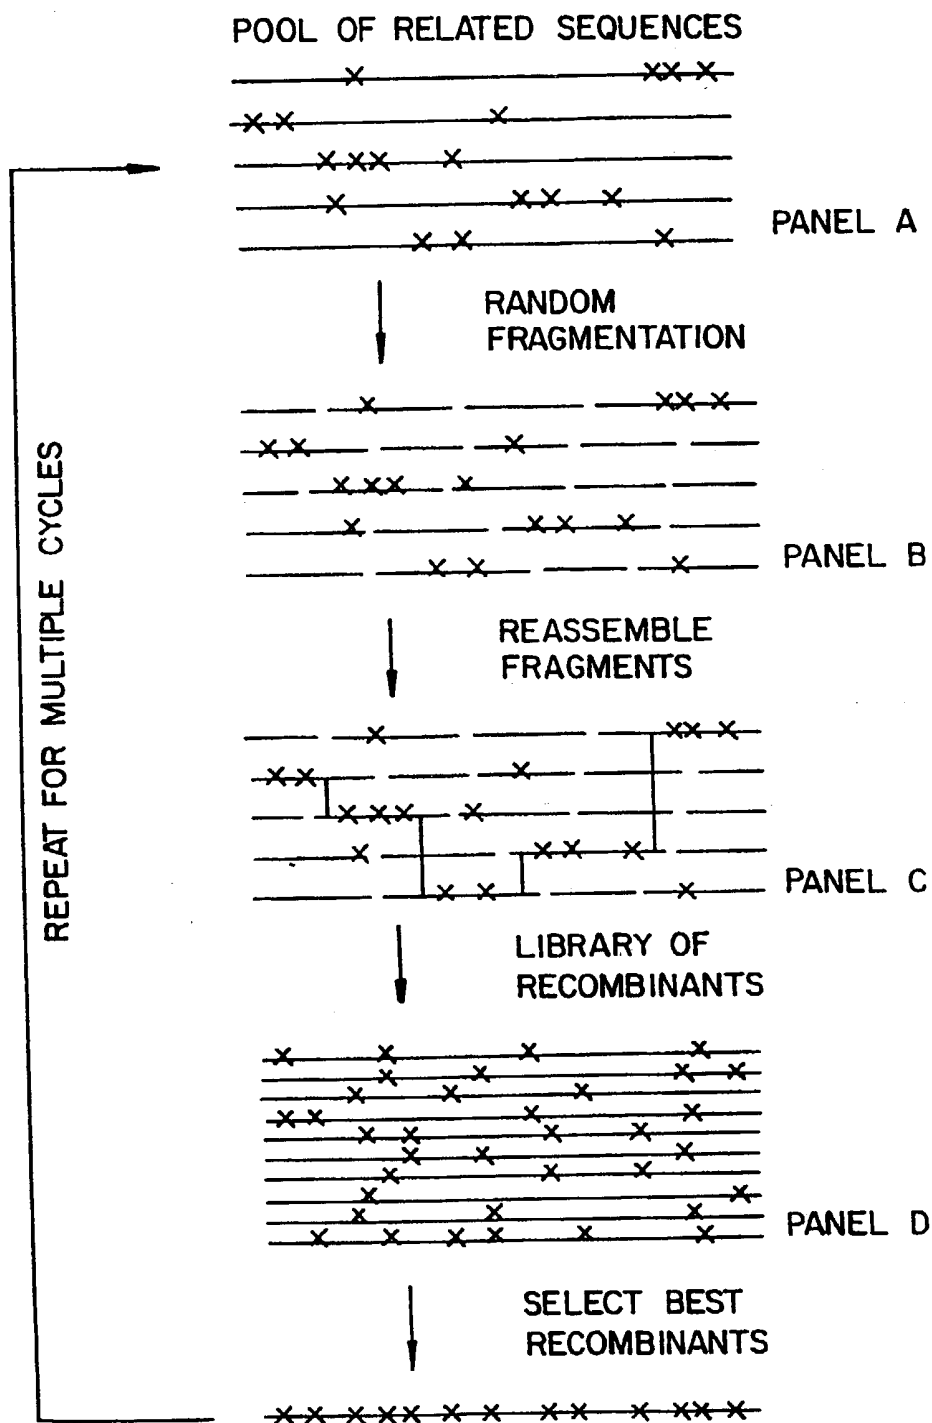 POOL OF RELATED SEQUENCES
PANEL A
RANDOM
FRAGMENTATION
PANEL B
REASSEMBLE
FRAGMENTS
REPEAT FOR MULTIPLE CYCLES
PANEL C
LIBRARY OF
RECOMBINANTS
PANEL D
SELECT BEST
RECOMBINANTS